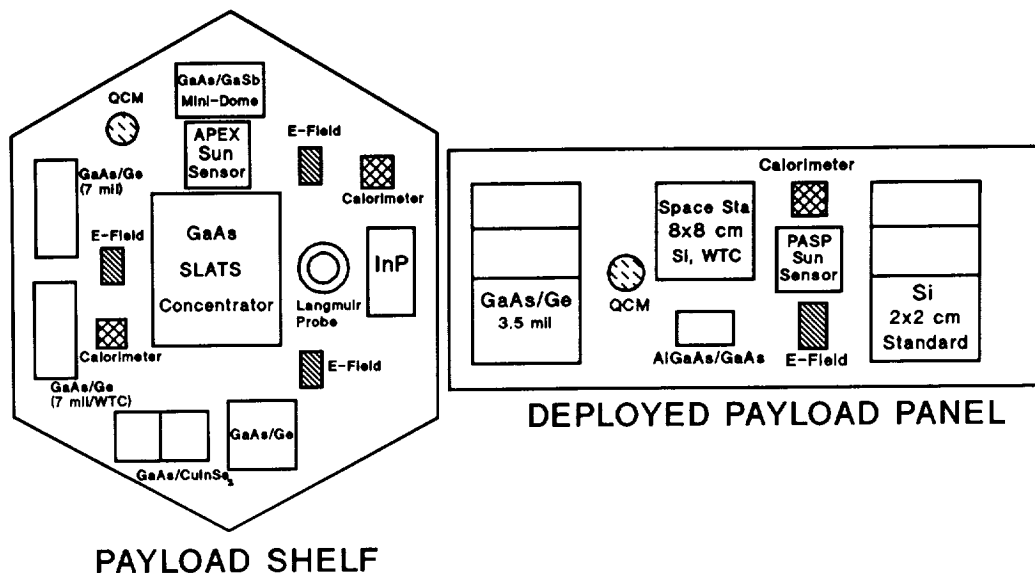 GaAs/GaSb
Mini-Dome
QCM
APEX
Sun
Sensor
E-Field
Calorimeter
GaAs/Ge
(7 mil)
E-Field
GaAs
SLATS
Concentrator
Langmuir
Probe
InP
Calorimeter
E-Field
GaAs/Ge
(7 mil/WTC)
GaAs/CuInSe₂
GaAs/Ge
PAYLOAD SHELF
GaAs/Ge
3.5 mil
QCM
Space Sta
8x8 cm
Si, WTC
AlGaAs/GaAs
Calorimeter
PASP
Sun
Sensor
E-Field
Si
2x2 cm
Standard
DEPLOYED PAYLOAD PANEL